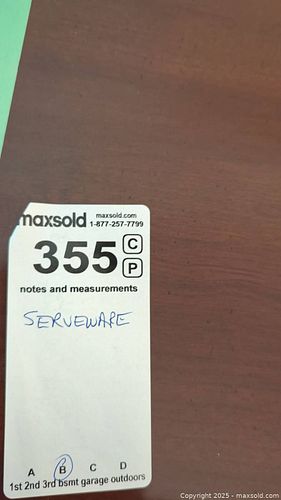 maxsold maxsold.com
1-877-257-7799
355 C
P
notes and measurements
SERVEWARE
A B C D
1st 2nd 3rd bsmt garage outdoors
Copyright 2025 - maxsold.com